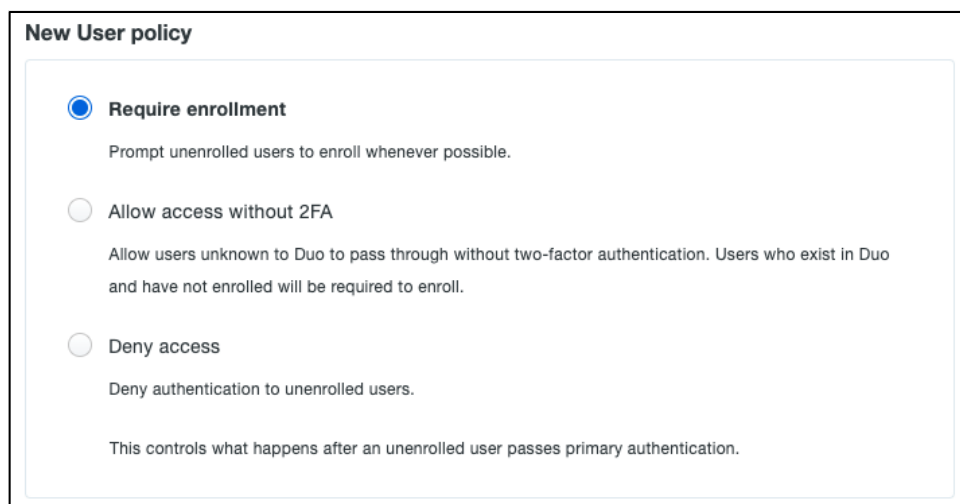 New User policy
Require enrollment
Prompt unenrolled users to enroll whenever possible.
Allow access without 2FA
Allow users unknown to Duo to pass through without two-factor authentication. Users who exist in Duo
and have not enrolled will be required to enroll.
Deny access
Deny authentication to unenrolled users.
This controls what happens after an unenrolled user passes primary authentication.